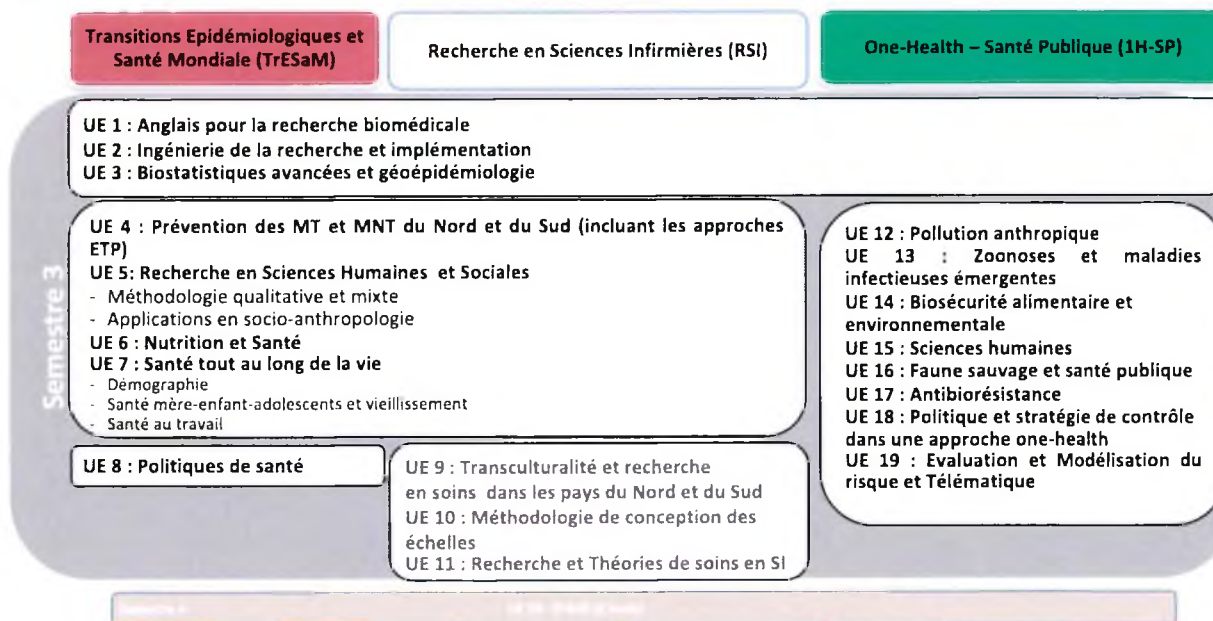 Transitions Epidémiologiques et
Santé Mondiale (TrESaM)
Recherche en Sciences Infirmières (RSI)
One-Health – Santé Publique (1H-SP)
Semestre 3
UE 1 : Anglais pour la recherche biomédicale
UE 2 : Ingénierie de la recherche et implémentation
UE 3 : Biostatistiques avancées et géoépidémiologie
UE 4 : Prévention des MT et MNT du Nord et du Sud (incluant les approches
ETP)
UE 5: Recherche en Sciences Humaines et Sociales
- Méthodologie qualitative et mixte
- Applications en socio-anthropologie
UE 6 : Nutrition et Santé
UE 7 : Santé tout au long de la vie
- Démographie
- Santé mère-enfant-adolescents et vieillissement
- Santé au travail
UE 8 : Politiques de santé
UE 9 : Transculturalité et recherche
en soins dans les pays du Nord et du Sud
UE 10 : Méthodologie de conception des
échelles
UE 11 : Recherche et Théories de soins en SI
UE 12 : Pollution anthropique
UE 13 : Zoonoses et maladies
infectieuses émergentes
UE 14 : Biosécurité alimentaire et
environnementale
UE 15 : Sciences humaines
UE 16 : Faune sauvage et santé publique
UE 17 : Antibiorésistance
UE 18 : Politique et stratégie de contrôle
dans une approche one-health
UE 19 : Evaluation et Modélisation du
risque et Télématique